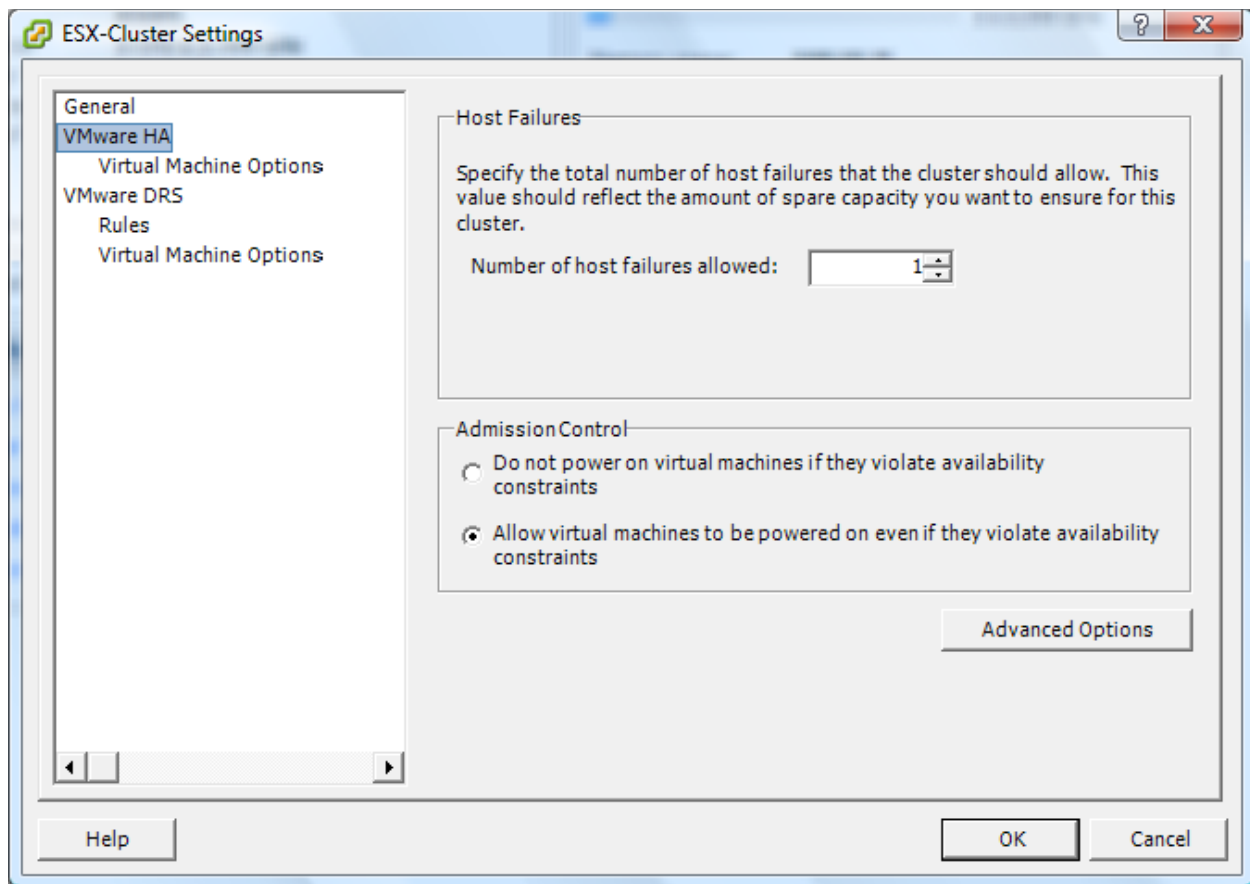 ESX-Cluster Settings
General
VMware HA
Virtual Machine Options
VMware DRS
Rules
Virtual Machine Options
Host Failures
Specify the total number of host failures that the cluster should allow. This
value should reflect the amount of spare capacity you want to ensure for this
cluster.
Number of host failures allowed: 1
Admission Control
Do not power on virtual machines if they violate availability
constraints
Allow virtual machines to be powered on even if they violate availability
constraints
Advanced Options
Help
OK
Cancel